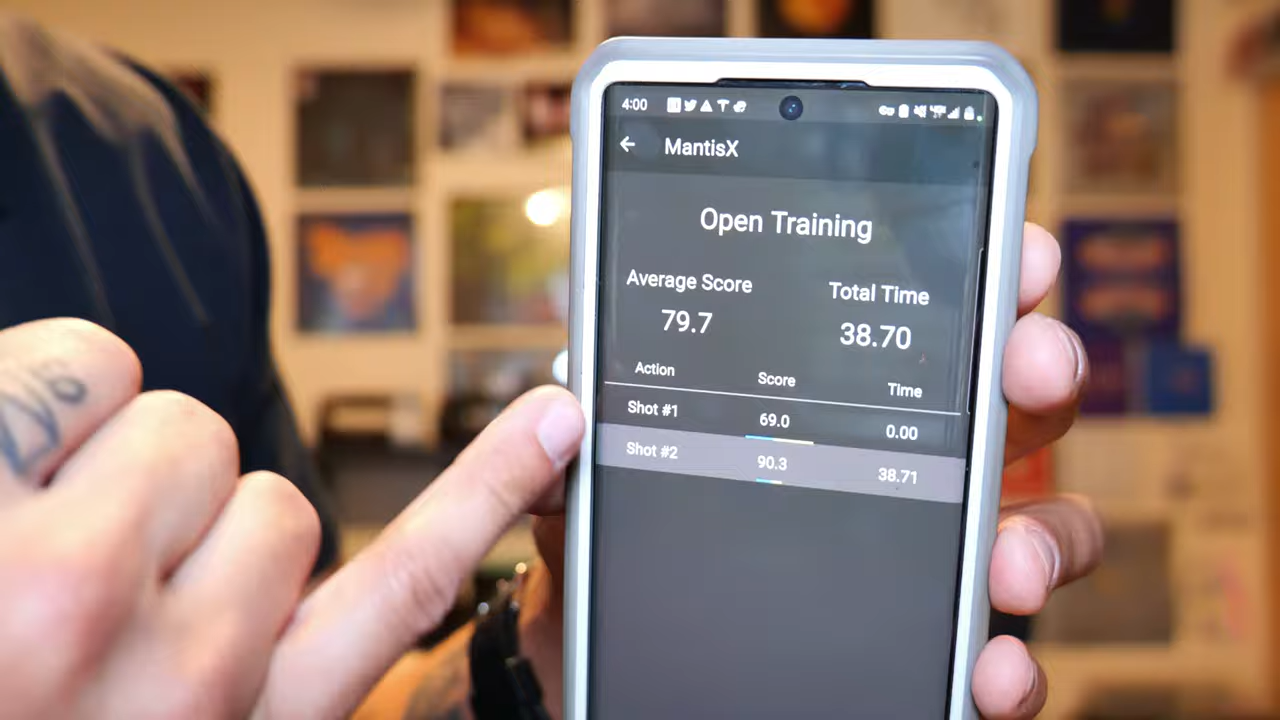 4:00
MantisX
Open Training
Average Score Total Time
79.7 38.70
Action Score Time
Shot #1 69.0 0.00
Shot #2 90.3 38.71